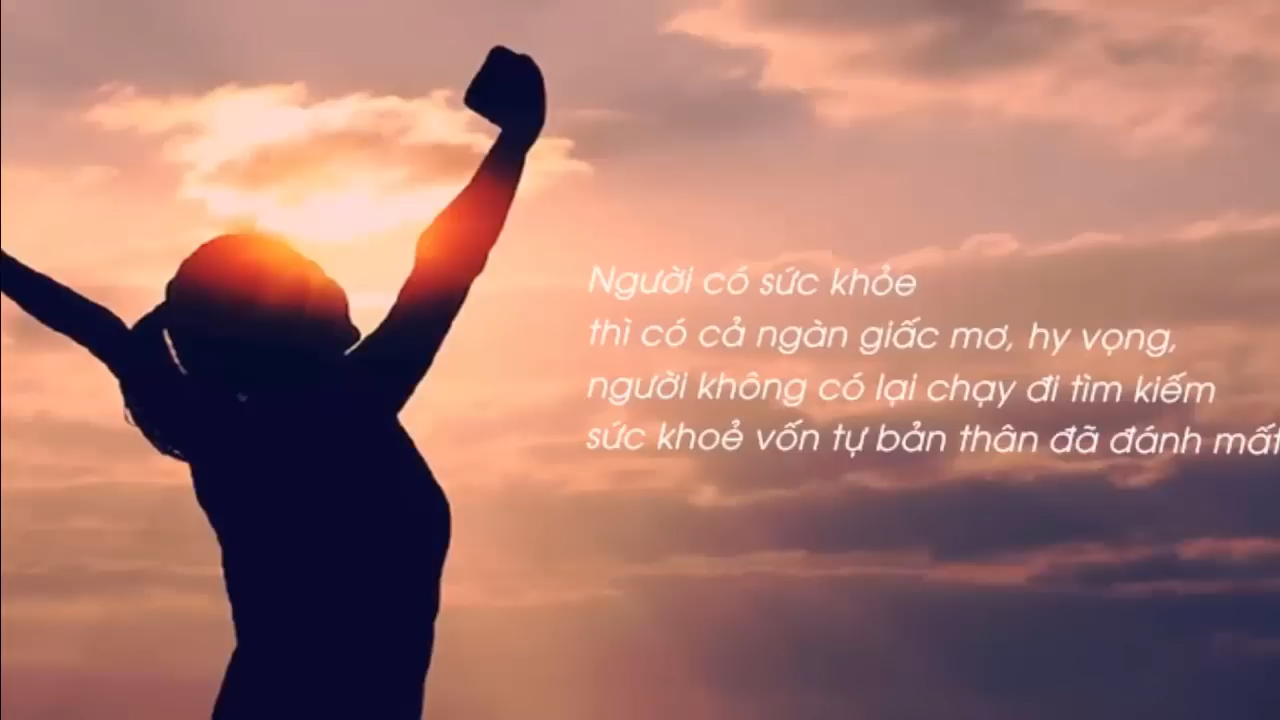 Người có sức khỏe
thì có cả ngàn giấc mơ, hy vọng,
người không có lại chạy đi tìm kiếm
sức khoẻ vốn tự bản thân đã đánh mất